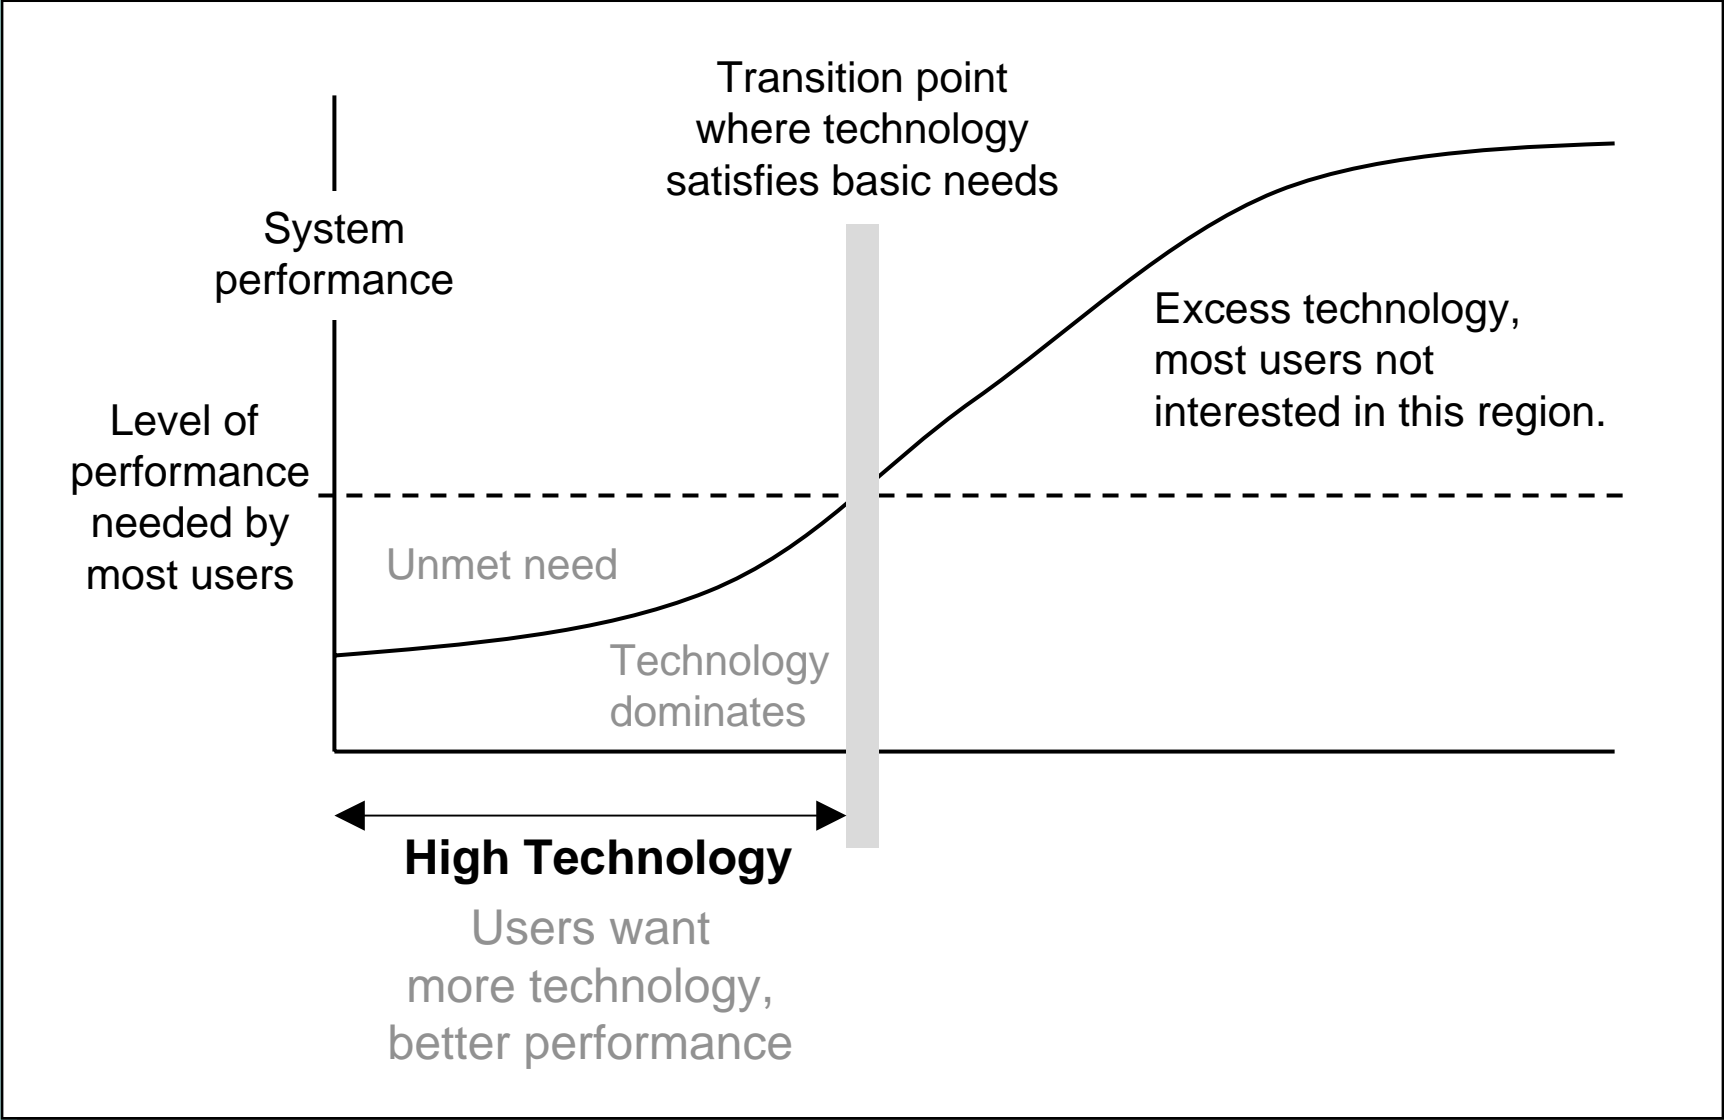 Transition point
where technology
satisfies basic needs
System
performance
Excess technology,
most users not
interested in this region.
Level of
performance
needed by
most users
Unmet need
Technology
dominates
High Technology
Users want
more technology,
better performance